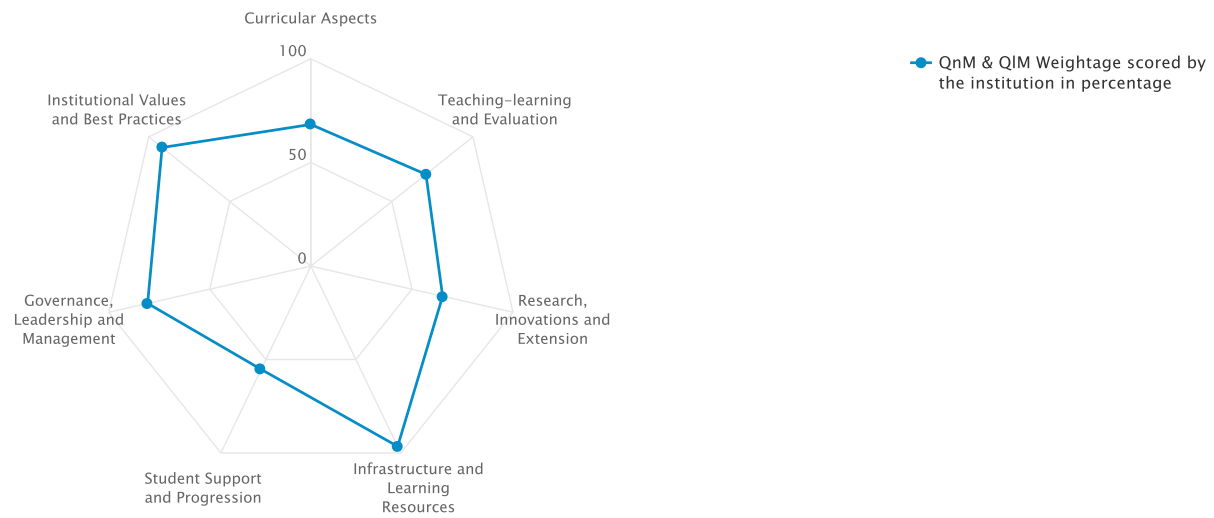 Curricular Aspects
100
50
0
Teaching-learning
and Evaluation
Research,
Innovations and
Extension
Infrastructure and
Learning
Resources
Student Support
and Progression
Governance,
Leadership and
Management
Institutional Values
and Best Practices
QnM & QlM Weightage scored by
the institution in percentage